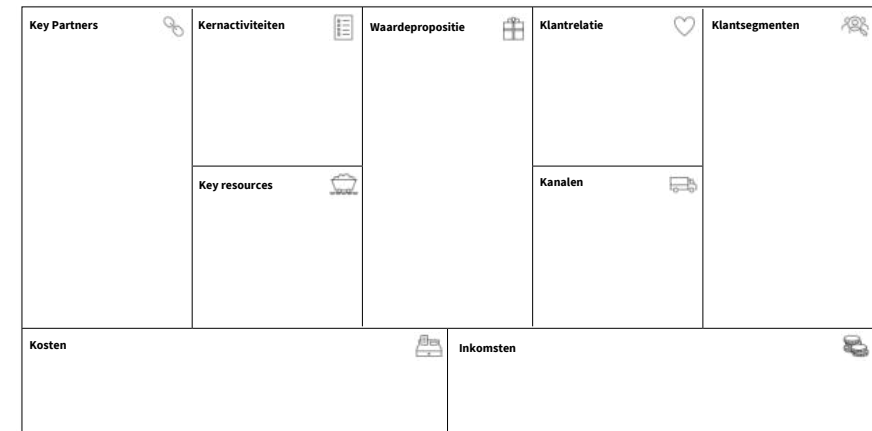 Key Partners
Kernactiviteiten
Waardepropositie
Klantrelatie
Klantsegmenten
Key resources
Kanalen
Kosten
Inkomsten